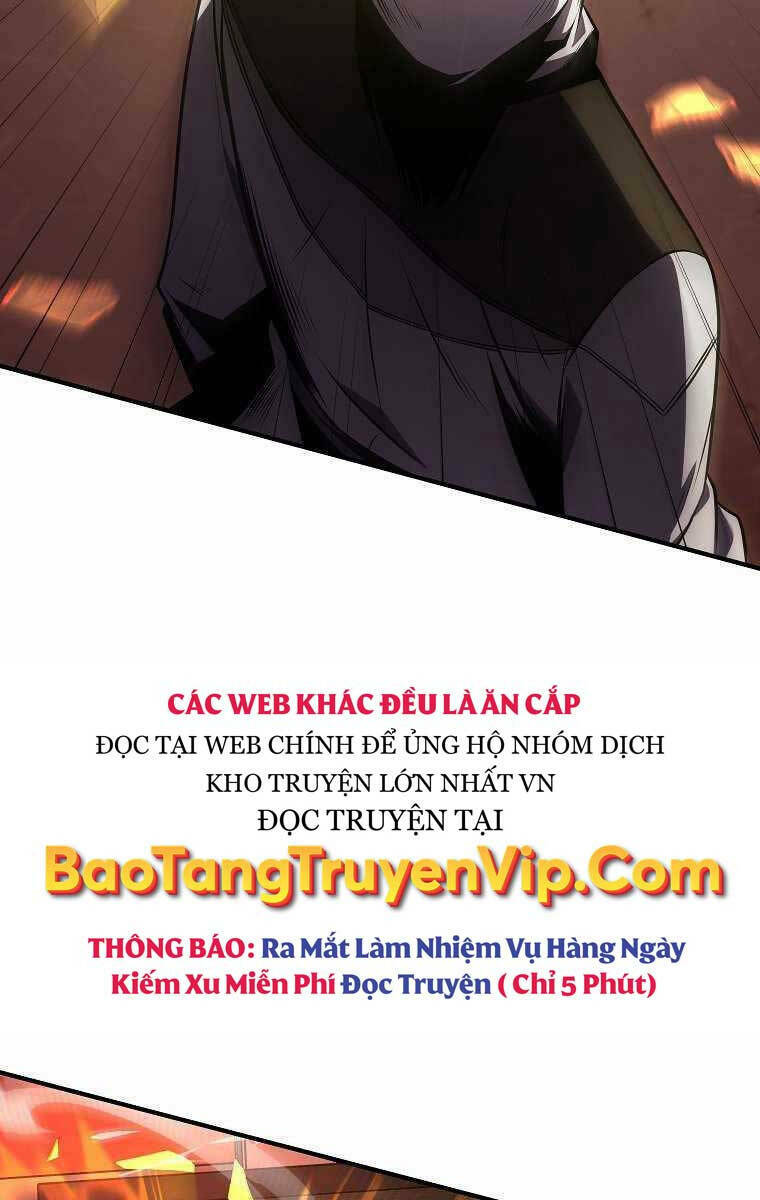 CÁC WEB KHÁC ĐỀU LÀ ĂN CẮP
ĐỌC TẠI WEB CHÍNH ĐỂ ỦNG HỘ NHÓM DỊCH
KHO TRUYỆN LỚN NHẤT VN
ĐỌC TRUYỆN TẠI
BaoTangTruyenVip.Com
THÔNG BÁO: Ra Mắt Làm Nhiệm Vụ Hàng Ngày
Kiếm Xu Miễn Phí Đọc Truyện ( Chỉ 5 Phút)